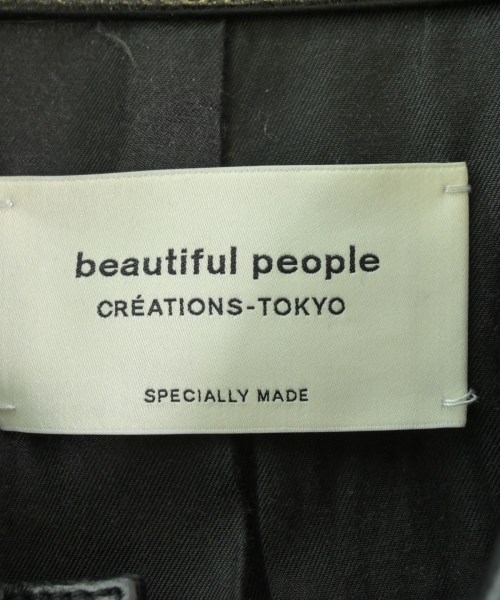 beautiful people
CRÉATIONS-TOKYO
SPECIALLY MADE